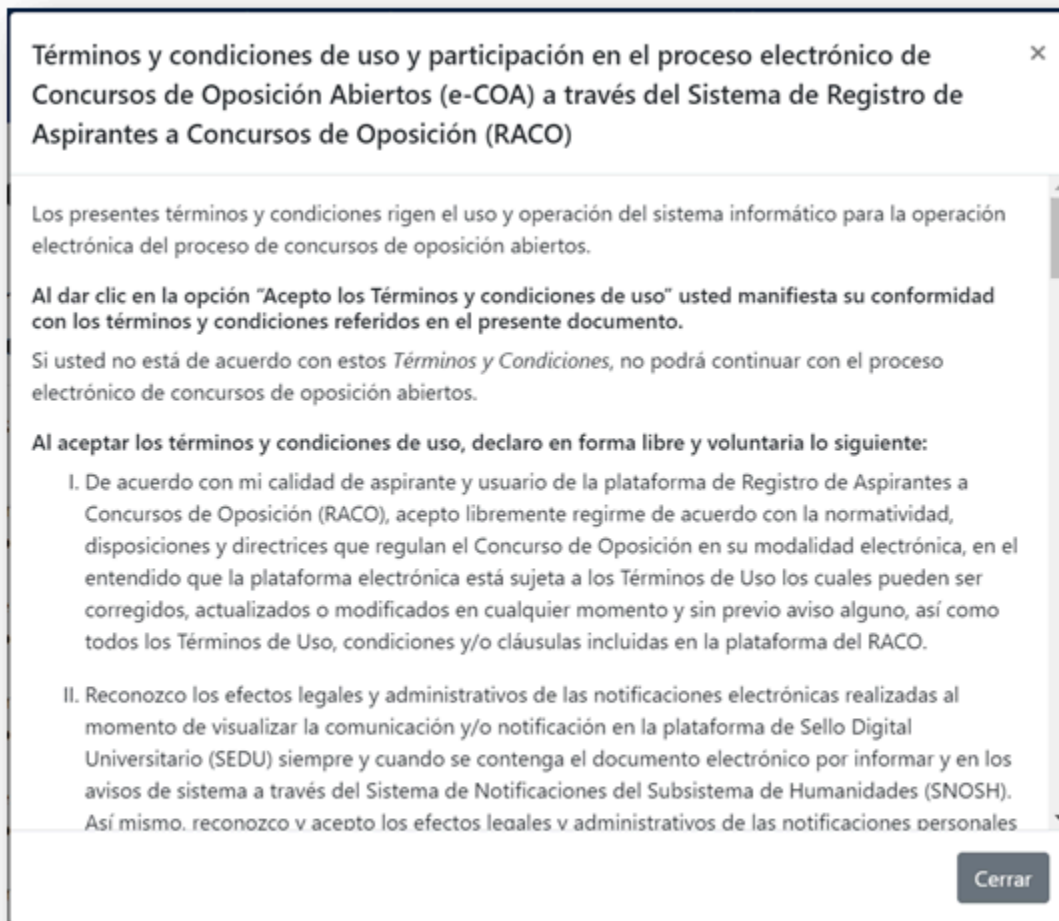 Términos y condiciones de uso y participación en el proceso electrónico de
Concursos de Oposición Abiertos (e-COA) a través del Sistema de Registro de
Aspirantes a Concursos de Oposición (RACO)
×
Los presentes términos y condiciones rigen el uso y operación del sistema informático para la operación
electrónica del proceso de concursos de oposición abiertos.
Al dar clic en la opción “Acepto los Términos y condiciones de uso” usted manifiesta su conformidad
con los términos y condiciones referidos en el presente documento.
Si usted no está de acuerdo con estos Términos y Condiciones, no podrá continuar con el proceso
electrónico de concursos de oposición abiertos.
Al aceptar los términos y condiciones de uso, declaro en forma libre y voluntaria lo siguiente:
I. De acuerdo con mi calidad de aspirante y usuario de la plataforma de Registro de Aspirantes a
Concursos de Oposición (RACO), acepto libremente regirme de acuerdo con la normatividad,
disposiciones y directrices que regulan el Concurso de Oposición en su modalidad electrónica, en el
entendido que la plataforma electrónica está sujeta a los Términos de Uso los cuales pueden ser
corregidos, actualizados o modificados en cualquier momento y sin previo aviso alguno, así como
todos los Términos de Uso, condiciones y/o cláusulas incluidas en la plataforma del RACO.
II. Reconozco los efectos legales y administrativos de las notificaciones electrónicas realizadas al
momento de visualizar la comunicación y/o notificación en la plataforma de Sello Digital
Universitario (SEDU) siempre y cuando se contenga el documento electrónico por informar y en los
avisos de sistema a través del Sistema de Notificaciones del Subsistema de Humanidades (SNOSH).
Así mismo, reconozco y acepto los efectos legales y administrativos de las notificaciones personales
Cerrar